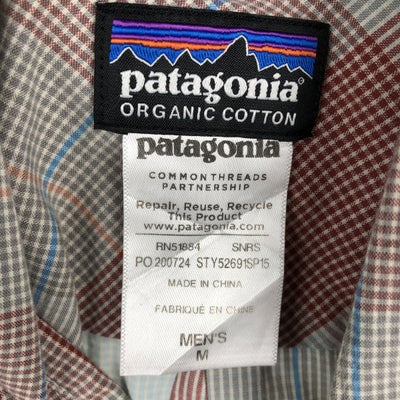 patagonia®
ORGANIC COTTON
patagonia
COMMONTHREADS
PARTNERSHIP
Repair, Reuse, Recycle
This Product
www.patagonia.com
RN51884 SNRS
PO 200724 STY52691SP15
MADE IN CHINA
FABRIQUÉ EN CHINE
MEN'S
M